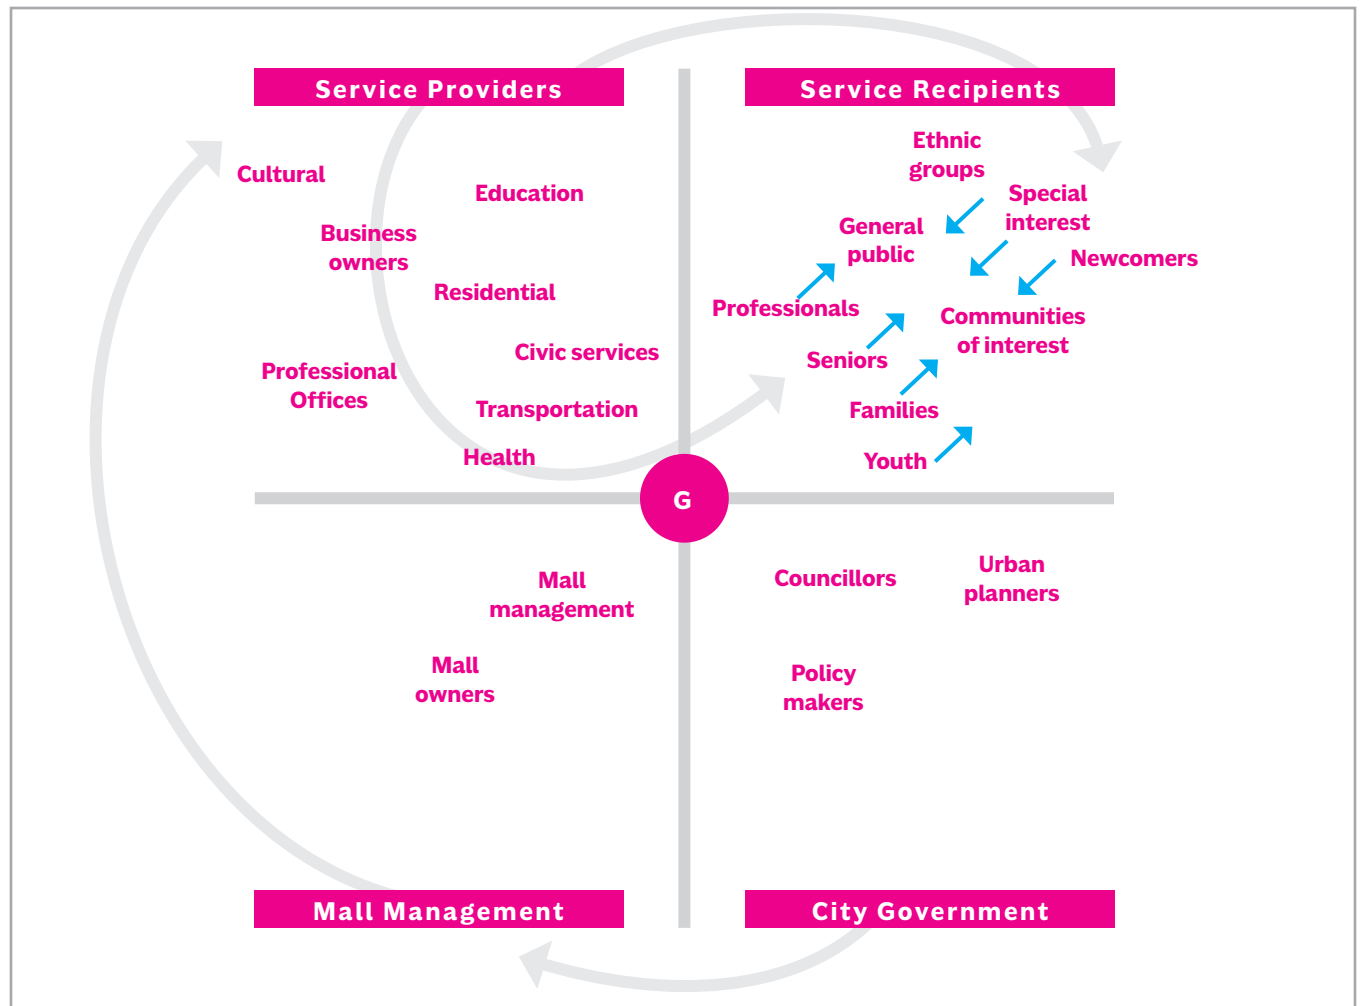 Service Providers
Service Recipients
Cultural
Education
Business
owners
Residential
Civic services
Professional
Offices
Transportation
Health
Ethnic
groups
Special
interest
General
public
Newcomers
Professionals
Communities
of interest
Seniors
Families
Youth
G
Mall
management
Mall
owners
Councillors
Urban
planners
Policy
makers
Mall Management
City Government